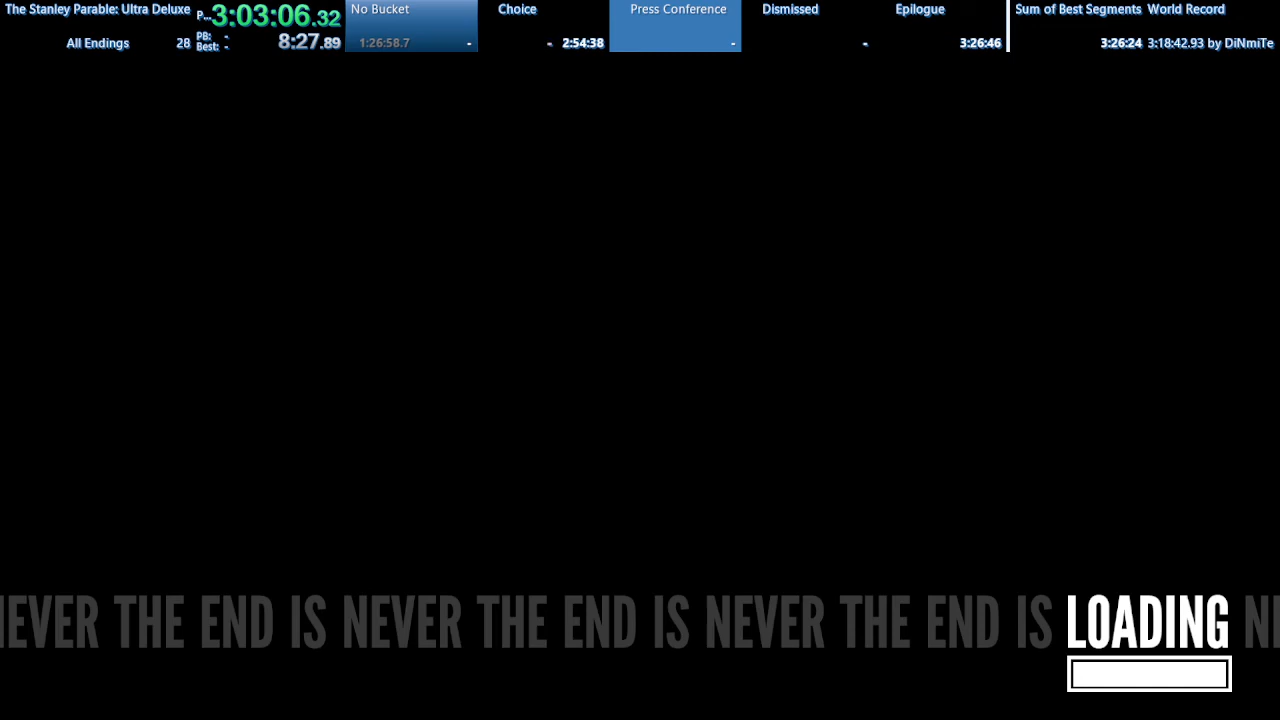 The Stanley Parable: Ultra Deluxe
All Endings 28
P... 3:03:06.32
PB: -
Best: -
8:27.89
No Bucket
1:26:58.7 -
Choice
- 2:54:38
Press Conference
-
Dismissed
-
Epilogue
3:26:46
Sum of Best Segments
3:26:24
World Record
3:18:42.93 by DiNmiTe
NEVER THE END IS NEVER THE END IS NEVER THE END IS LOADING NE